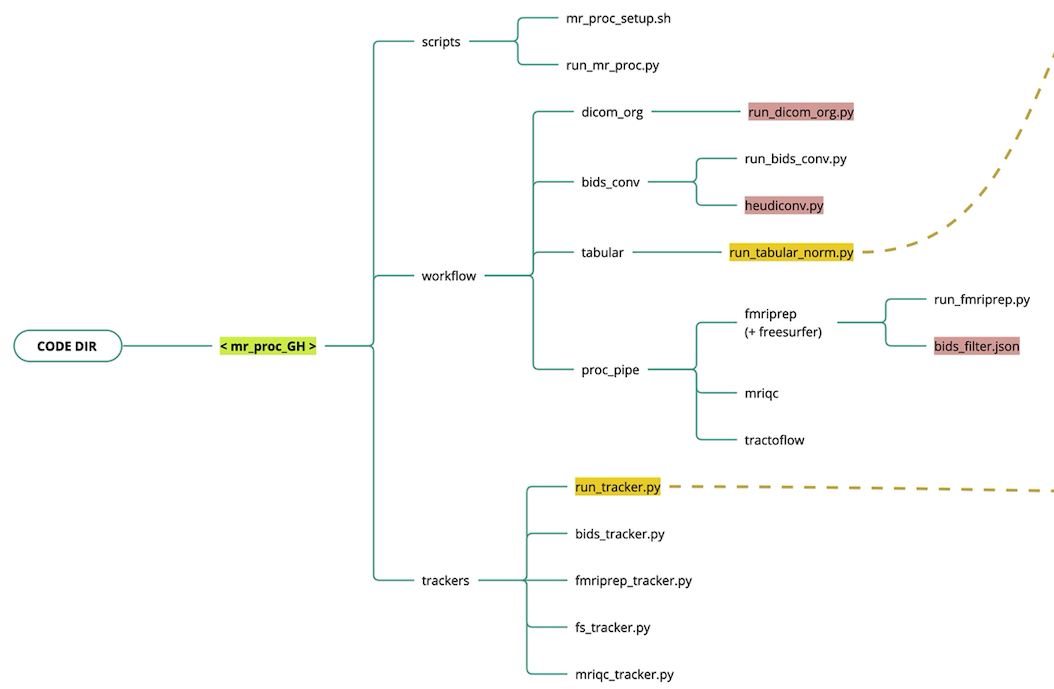 mr_proc_setup.sh
scripts
run_mr_proc.py
dicom_org
run_dicom_org.py
run_bids_conv.py
bids_conv
heudiconv.py
tabular
run_tabular_norm.py
workflow
run_fmriprep.py
fmriprep
(+ freesurfer)
bids_filter.json
CODE DIR
< mr_proc_GH >
proc_pipe
mriqc
tractoflow
run_tracker.py
bids_tracker.py
trackers
fmriprep_tracker.py
fs_tracker.py
mriqc_tracker.py